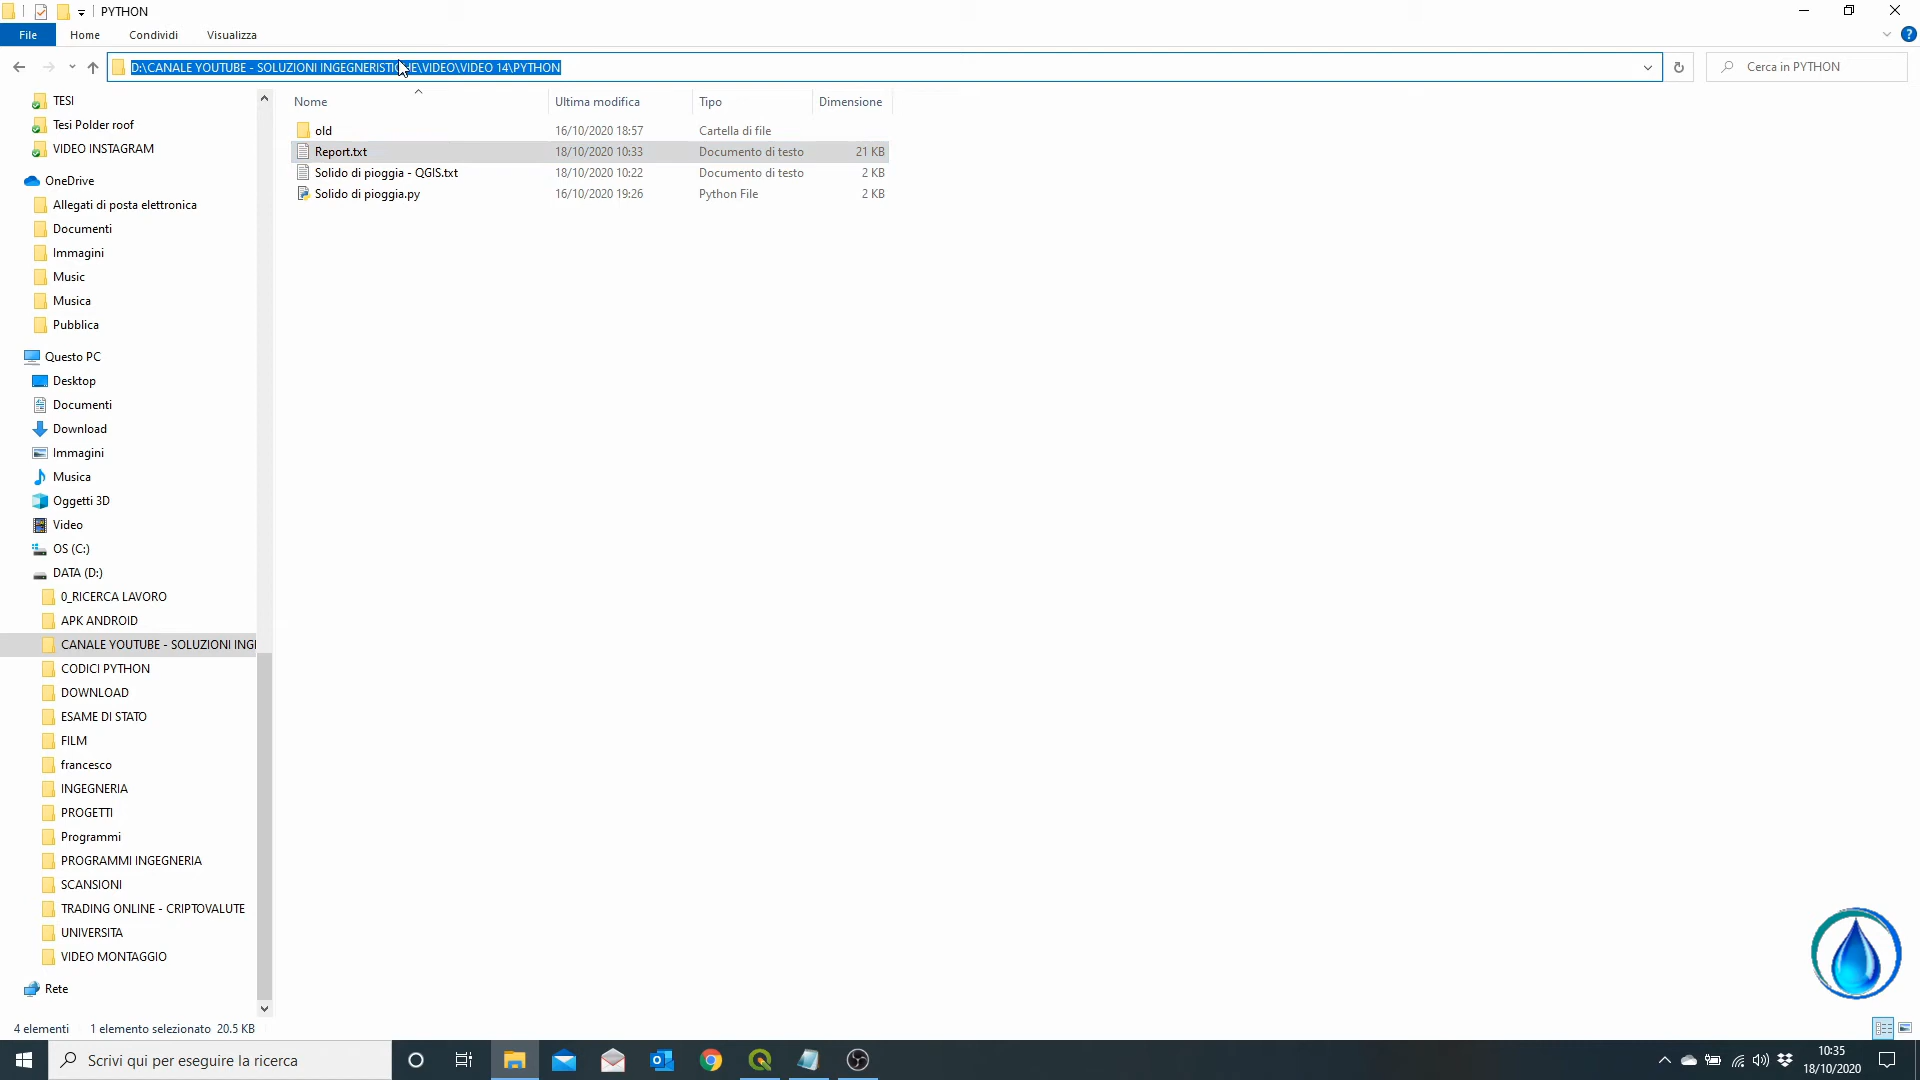 PYTHON
File Home Condividi Visualizza
D:\CANALE YOUTUBE - SOLUZIONI INGEGNERISTICHE\VIDEO\VIDEO 14\PYTHON
Cerca in PYTHON
Nome Ultima modifica Tipo Dimensione
old 16/10/2020 18:57 Cartella di file
Report.txt 18/10/2020 10:33 Documento di testo 21 KB
Solido di pioggia - QGIS.txt 18/10/2020 10:22 Documento di testo 2 KB
Solido di pioggia.py 16/10/2020 19:26 Python File 2 KB
TESI
Tesi Polder roof
VIDEO INSTAGRAM
OneDrive
Allegati di posta elettronica
Documenti
Immagini
Music
Musica
Pubblica
Questo PC
Desktop
Documenti
Download
Immagini
Musica
Oggetti 3D
Video
OS (C:)
DATA (D:)
0_RICERCA LAVORO
APK ANDROID
CANALE YOUTUBE - SOLUZIONI INGE
CODICI PYTHON
DOWNLOAD
ESAME DI STATO
FILM
francesco
INGEGNERIA
PROGETTI
Programmi
PROGRAMMI INGEGNERIA
SCANSIONI
TRADING ONLINE - CRIPTOVALUTE
UNIVERSITA
VIDEO MONTAGGIO
Rete
4 elementi 1 elemento selezionato 20.5 KB
Scrivi qui per eseguire la ricerca
10:35
18/10/2020